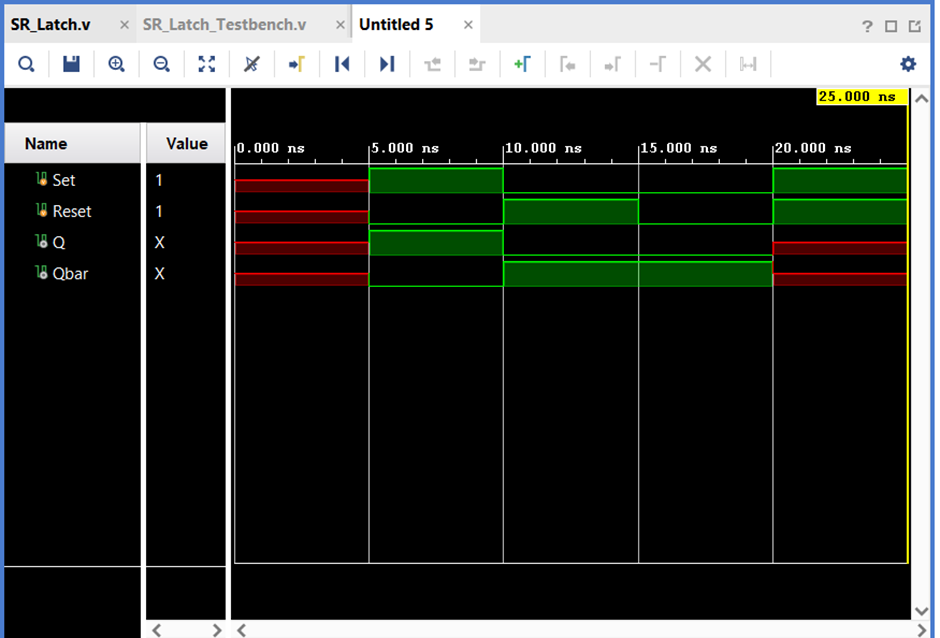 SR_Latch.v × SR_Latch_Testbench.v × Untitled 5 × ?
25.000 ns
Name Value 0.000 ns 5.000 ns 10.000 ns 15.000 ns 20.000 ns
Set 1
Reset 1
Q X
Qbar X